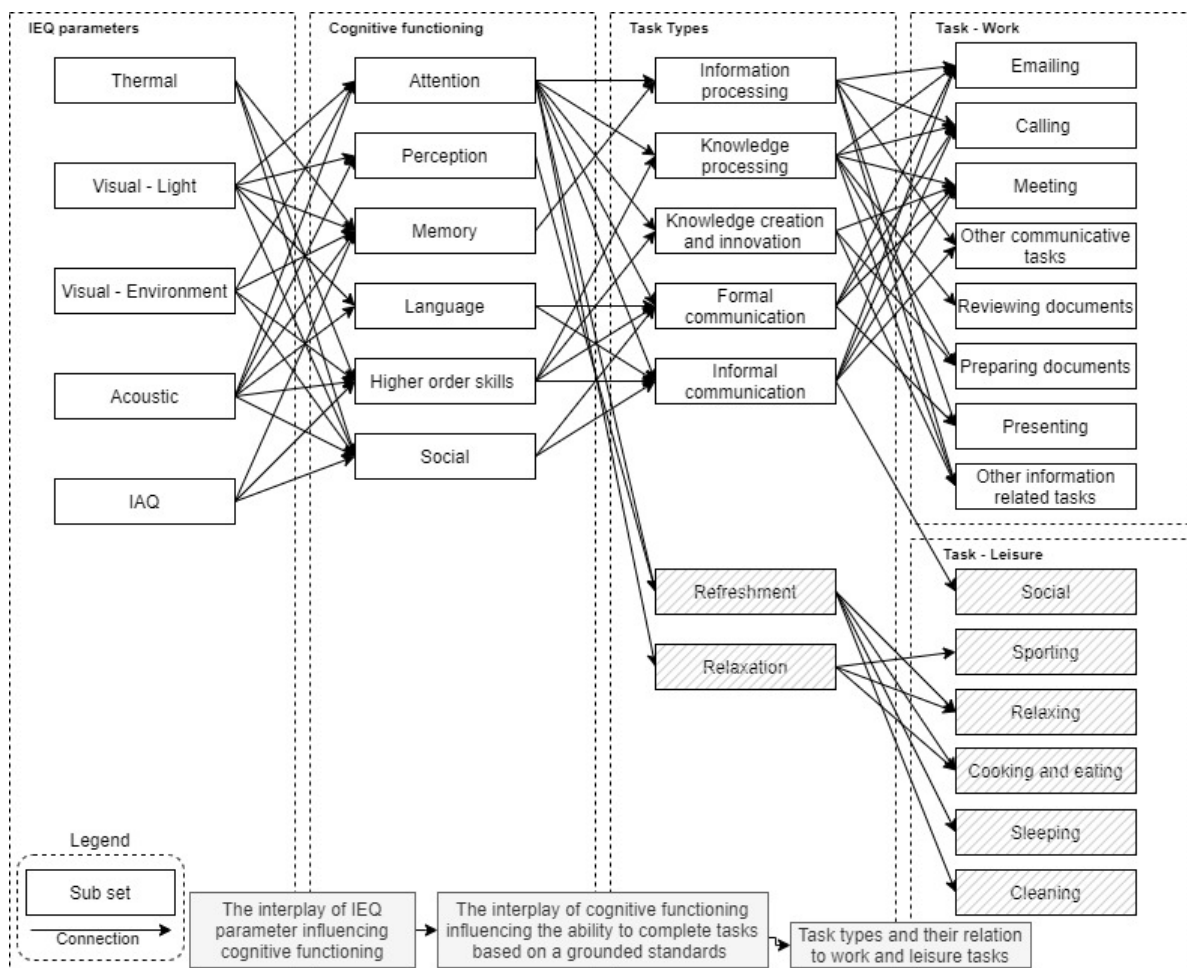 IEQ parameters
Thermal
Visual - Light
Visual - Environment
Acoustic
IAQ
Cognitive functioning
Attention
Perception
Memory
Language
Higher order skills
Social
Task Types
Information
processing
Knowledge
processing
Knowledge creation
and innovation
Formal
communication
Informal
communication
Refreshment
Relaxation
Task - Work
Emailing
Calling
Meeting
Other communicative
tasks
Reviewing documents
Preparing documents
Presenting
Other information
related tasks
Task - Leisure
Social
Sporting
Relaxing
Cooking and eating
Sleeping
Cleaning
Legend
Sub set
Connection
The interplay of IEQ
parameter influencing
cognitive functioning
The interplay of cognitive functioning
influencing the ability to complete tasks
based on a grounded standards
Task types and their relation
to work and leisure tasks